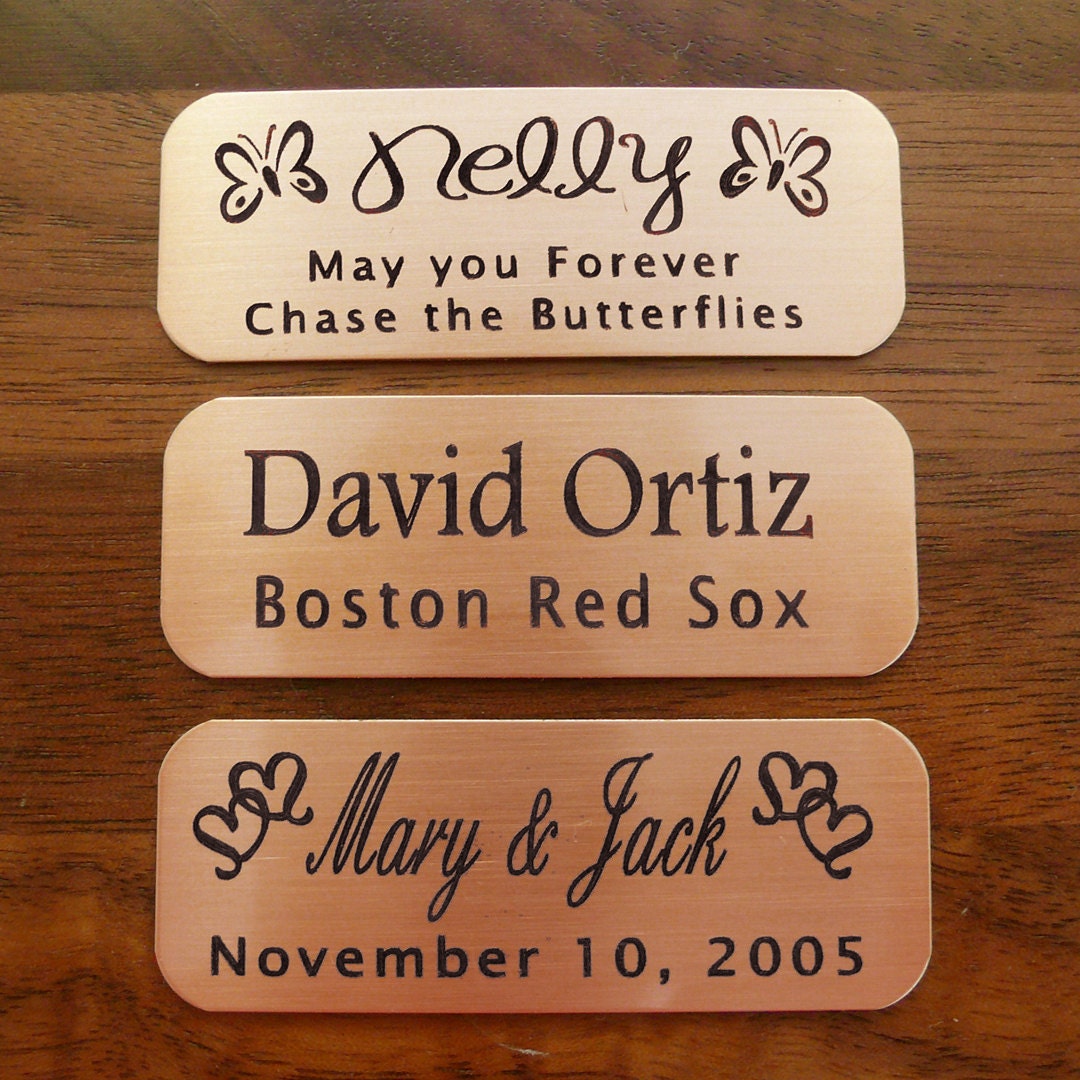 Nelly
May you Forever
Chase the Butterflies
David Ortiz
Boston Red Sox
Mary & Jack
November 10, 2005